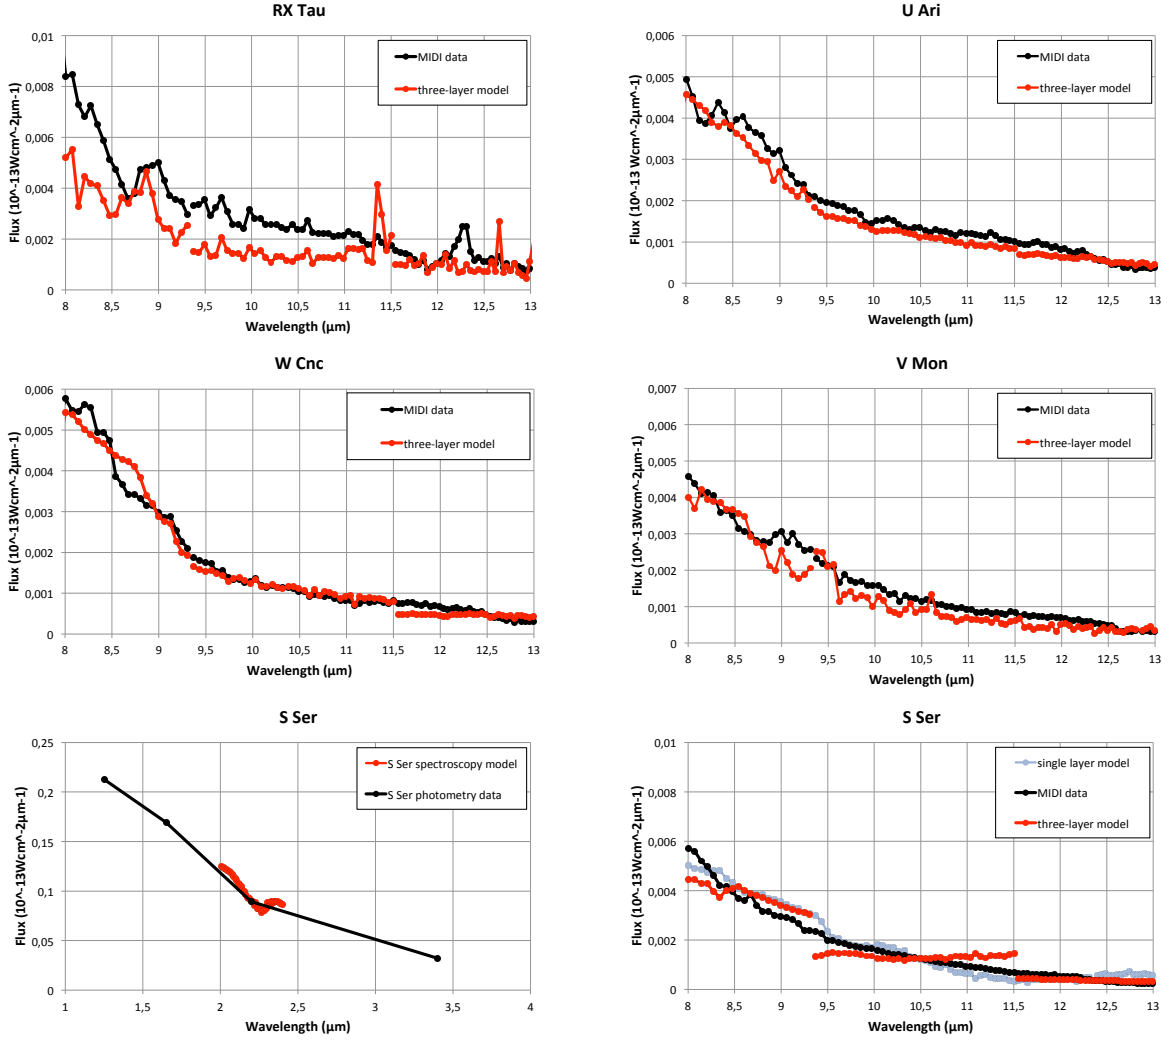 RX Tau
0,01
0,008
0,006
0,004
0,002
0
Flux (10^-13Wcm^-2µm-1)
MIDI data
three-layer model
8 8,5 9 9,5 10 10,5 11 11,5 12 12,5 13
Wavelength (µm)
U Ari
0,006
0,005
0,004
0,003
0,002
0,001
0
Flux (10^-13 Wcm^-2µm^-1)
MIDI data
three-layer model
8 8,5 9 9,5 10 10,5 11 11,5 12 12,5 13
Wavelength (µm)
W Cnc
0,006
0,005
0,004
0,003
0,002
0,001
0
Flux (10^-13Wcm^-2µm-1)
MIDI data
three-layer model
8 8,5 9 9,5 10 10,5 11 11,5 12 12,5 13
Wavelength (µm)
V Mon
0,007
0,006
0,005
0,004
0,003
0,002
0,001
0
Flux (10^-13Wcm^-2µm-1)
MIDI data
three-layer model
8 8,5 9 9,5 10 10,5 11 11,5 12 12,5 13
Wavelength (µm)
S Ser
0,25
0,2
0,15
0,1
0,05
0
Flux (10^-13Wcm^-2µm-1)
S Ser spectroscopy model
S Ser photometry data
1 1,5 2 2,5 3 3,5 4
Wavelength (µm)
S Ser
0,01
0,008
0,006
0,004
0,002
0
Flux (10^-13Wcm^-2µm-1)
single layer model
MIDI data
three-layer model
8 8,5 9 9,5 10 10,5 11 11,5 12 12,5 13
Wavelength (µm)